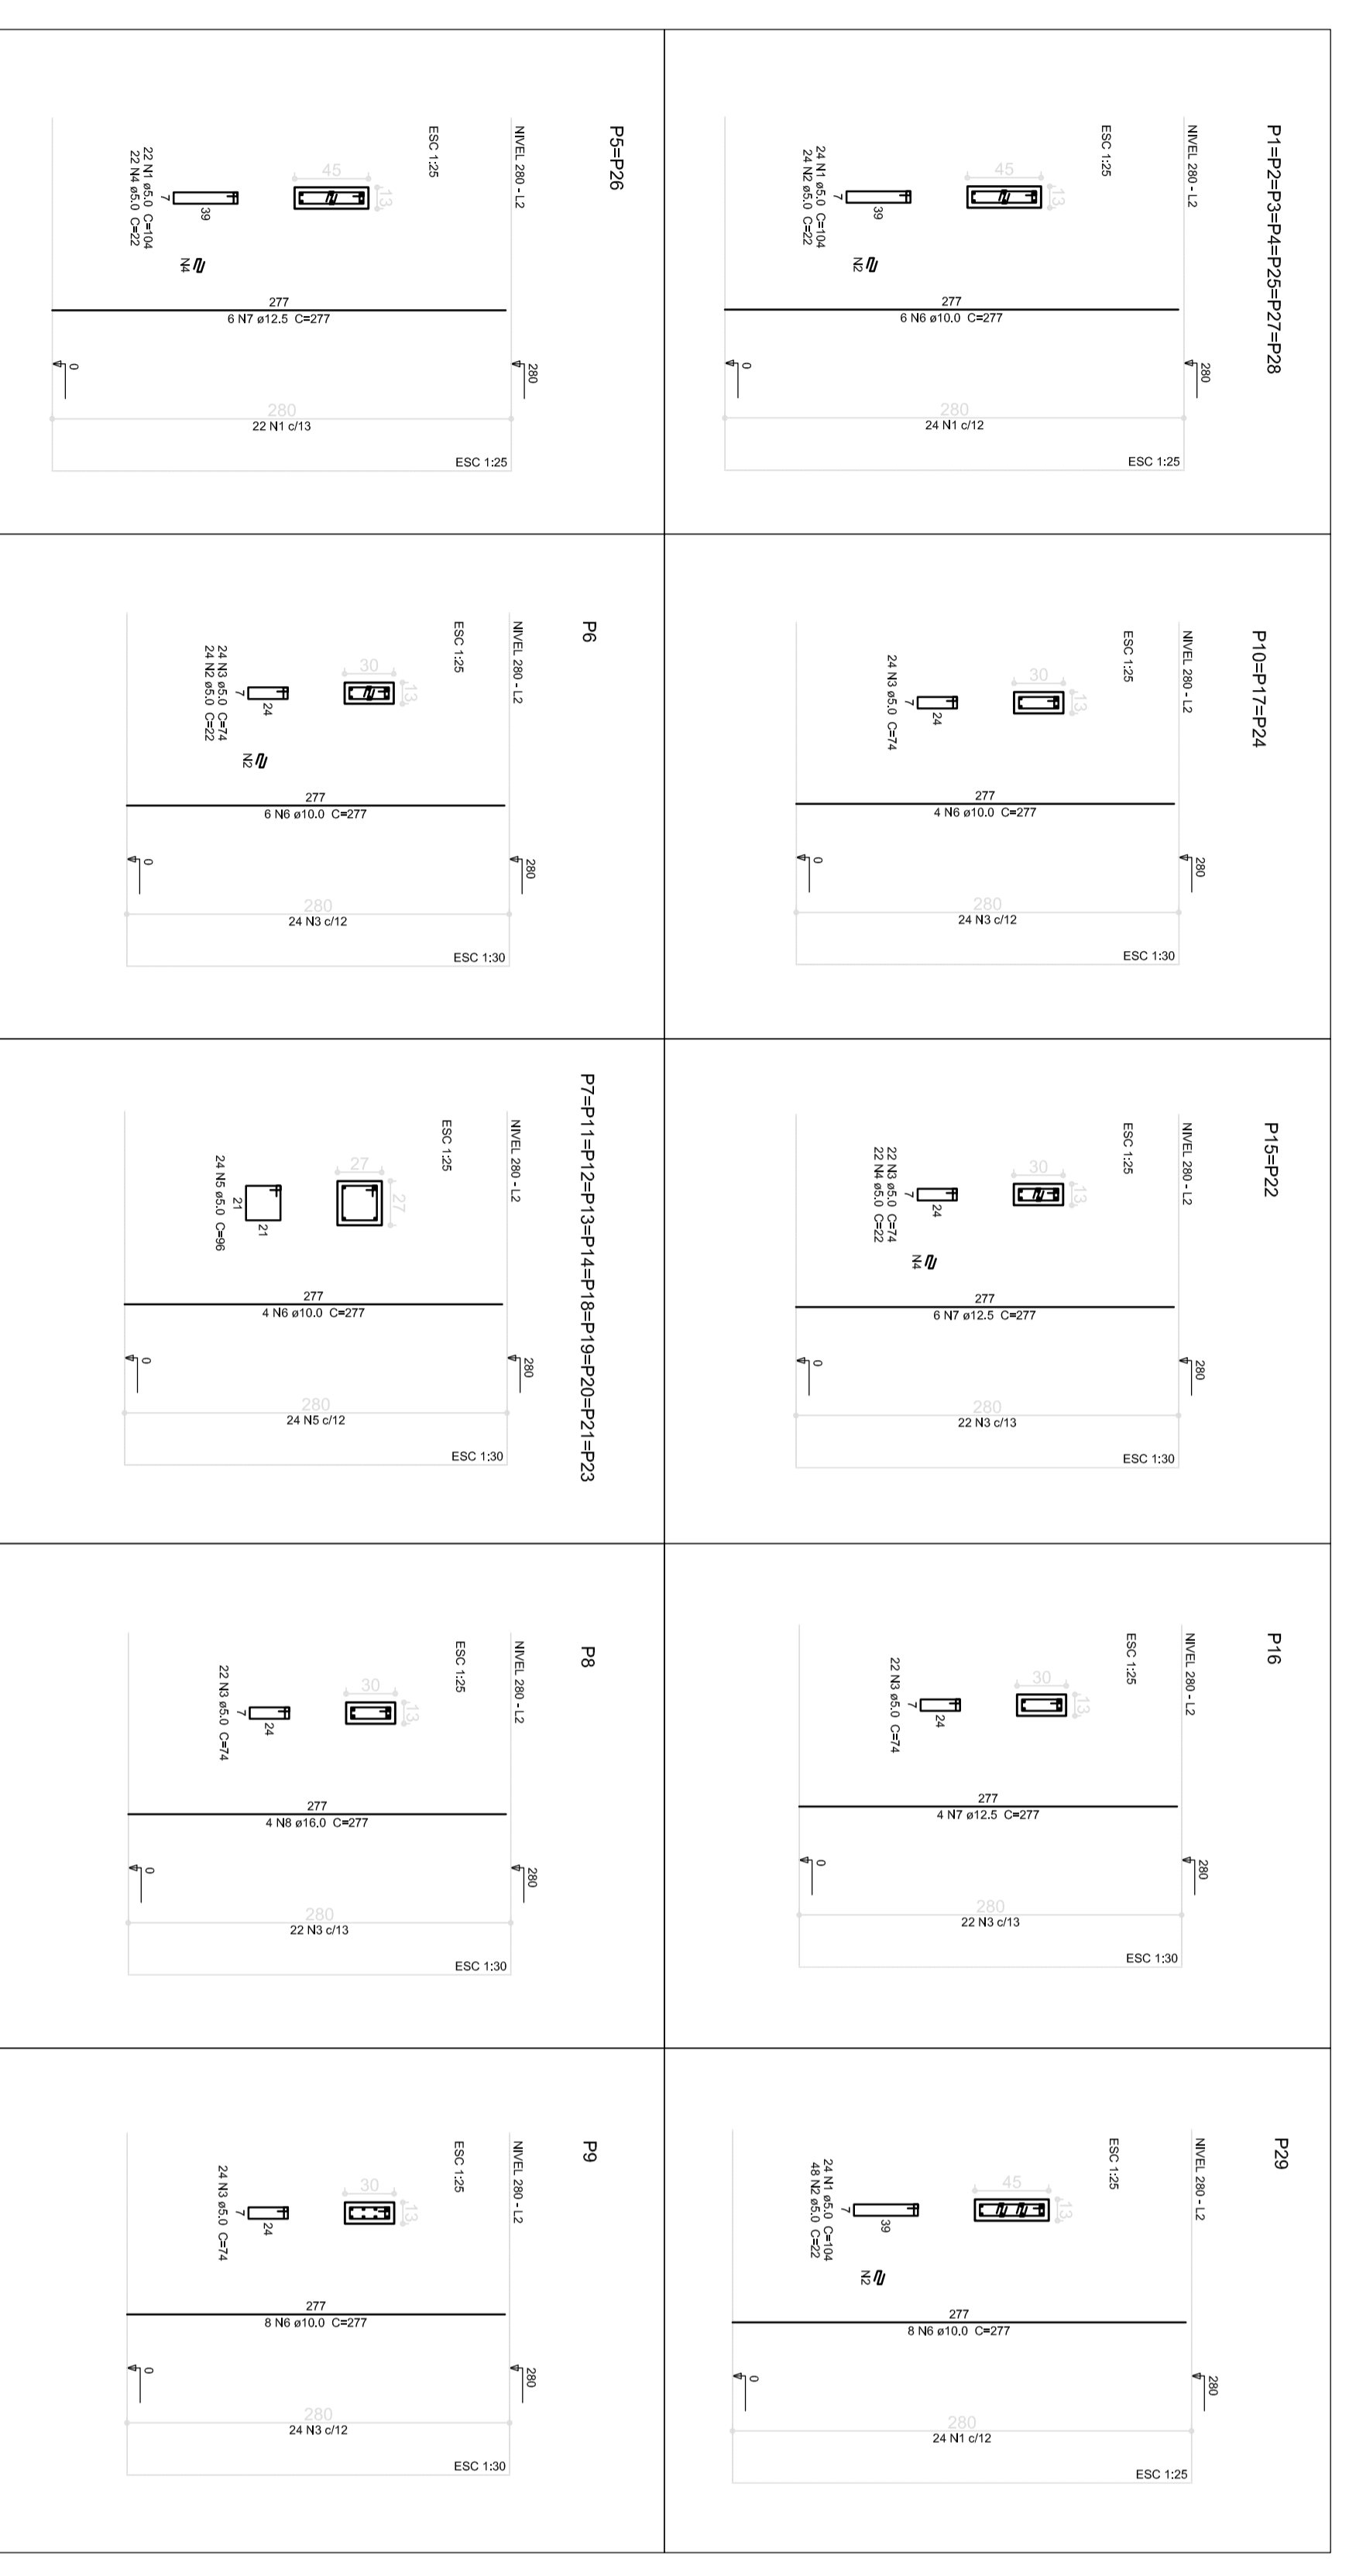 P1=P2=P3=P4=P25=P27=P28
NIVEL 280 - L2
ESC 1:25
45
13
39
7
24 N1 ø5.0 C=104
24 N2 ø5.0 C=22
N2
277
6 N6 ø10.0 C=277
280
0
280
24 N1 c/12
ESC 1:25
P10=P17=P24
NIVEL 280 - L2
ESC 1:25
30
13
24
7
24 N3 ø5.0 C=74
277
4 N6 ø10.0 C=277
280
0
280
24 N3 c/12
ESC 1:30
P15=P22
NIVEL 280 - L2
ESC 1:25
30
13
24
7
22 N3 ø5.0 C=74
22 N4 ø5.0 C=22
N4
277
6 N7 ø12.5 C=277
280
0
280
22 N3 c/13
ESC 1:30
P16
NIVEL 280 - L2
ESC 1:25
30
13
24
7
22 N3 ø5.0 C=74
277
4 N7 ø12.5 C=277
280
0
280
22 N3 c/13
ESC 1:30
P29
NIVEL 280 - L2
ESC 1:25
45
13
39
7
24 N1 ø5.0 C=104
48 N2 ø5.0 C=22
N2
277
8 N6 ø10.0 C=277
280
0
280
24 N1 c/12
ESC 1:25
P5=P26
NIVEL 280 - L2
ESC 1:25
45
13
39
7
22 N1 ø5.0 C=104
22 N4 ø5.0 C=22
N4
277
6 N7 ø12.5 C=277
280
0
280
22 N1 c/13
ESC 1:25
P6
NIVEL 280 - L2
ESC 1:25
30
13
24
7
24 N3 ø5.0 C=74
24 N2 ø5.0 C=22
N2
277
6 N6 ø10.0 C=277
280
0
280
24 N3 c/12
ESC 1:30
P7=P11=P12=P13=P14=P18=P19=P20=P21=P23
NIVEL 280 - L2
ESC 1:25
27
27
21
21
24 N5 ø5.0 C=96
277
4 N6 ø10.0 C=277
280
0
280
24 N5 c/12
ESC 1:30
P8
NIVEL 280 - L2
ESC 1:25
30
13
24
7
22 N3 ø5.0 C=74
277
4 N8 ø16.0 C=277
280
0
280
22 N3 c/13
ESC 1:30
P9
NIVEL 280 - L2
ESC 1:25
30
13
24
7
24 N3 ø5.0 C=74
277
8 N6 ø10.0 C=277
280
0
280
24 N3 c/12
ESC 1:30